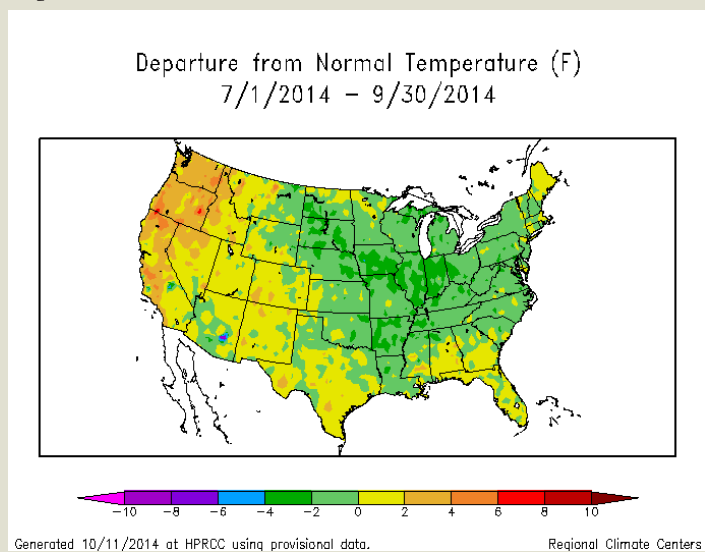 Departure from Normal Temperature (F)
7/1/2014 – 9/30/2014
-10 -8 -6 -4 -2 0 2 4 6 8 10
Generated 10/11/2014 at HPRCC using provisional data.
Regional Climate Centers